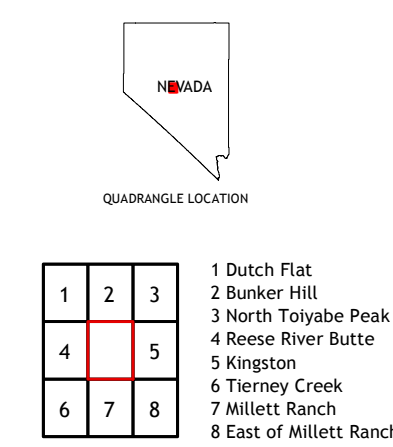 NEVADA
QUADRANGLE LOCATION
1 2 3
4 5
6 7 8
1 Dutch Flat
2 Bunker Hill
3 North Toiyabe Peak
4 Reese River Butte
5 Kingston
6 Tierney Creek
7 Millett Ranch
8 East of Millett Ranch